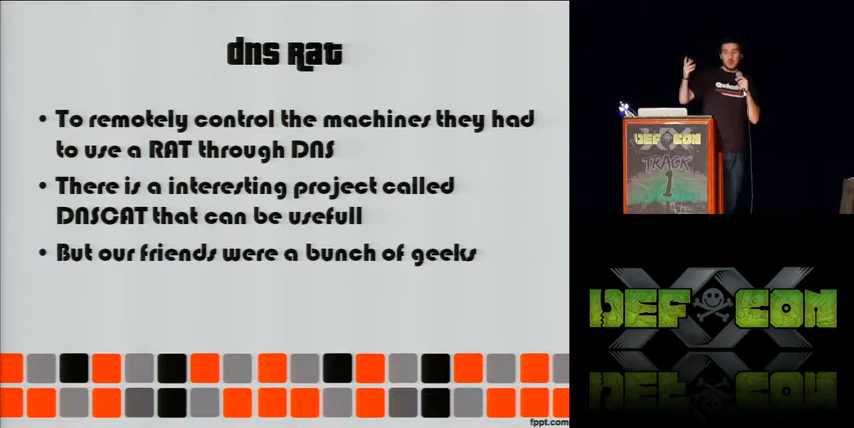 dns Rat
• To remotely control the machines they had
to use a RAT through DNS
• There is a interesting project called
DNSCAT that can be usefull
• But our friends were a bunch of geeks
fppt.com
DEF CON
TRACK
1
XX
DEF CON